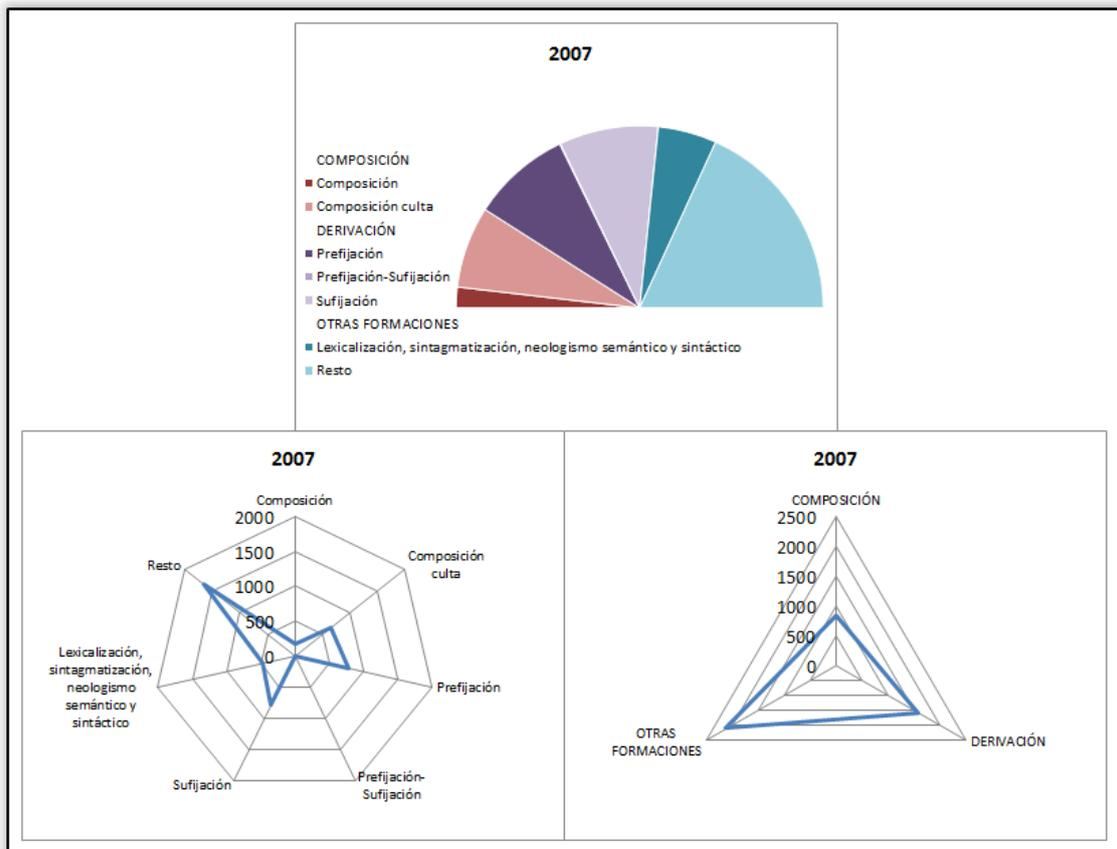 2007
COMPOSICIÓN
Composición
Composición culta
DERIVACIÓN
Prefijación
Prefijación-Sufijación
Sufijación
OTRAS FORMACIONES
Lexicalización, sintagmatización, neologismo semántico y sintáctico
Resto
2007
Composición
2000
1500
1000
500
0
Composición
culta
Prefijación
Prefijación-
Sufijación
Sufijación
Lexicalización,
sintagmatización,
neologismo
semántico y
sintáctico
Resto
2007
COMPOSICIÓN
2500
2000
1500
1000
500
0
DERIVACIÓN
OTRAS
FORMACIONES